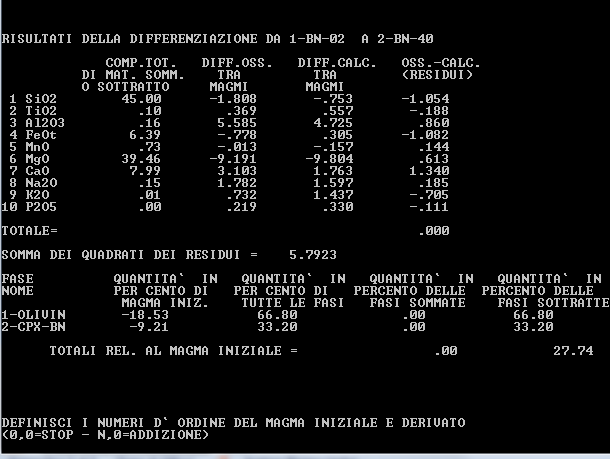 RISULTATI DELLA DIFFERENZIAZIONE DA 1-BN-02 A 2-BN-40
COMP.TOT. DIFF.OSS. DIFF.CALC. OSS.-CALC.
DI MAT. SOMM. TRA TRA (RESIDUI)
O SOTTRATTO MAGMI MAGMI
1 SiO2 45.00 -1.808 -.753 -1.054
2 TiO2 .10 .369 .557 -.188
3 Al2O3 .16 5.585 4.725 .860
4 FeOt 6.39 -.778 .305 -1.082
5 MnO .73 -.013 -.157 .144
6 MgO 39.46 -9.191 -9.804 .613
7 CaO 7.99 3.103 1.763 1.340
8 Na2O .15 1.782 1.597 .185
9 K2O .01 .732 1.437 -.705
10 P2O5 .00 .219 .330 -.111
TOTALE= .000
SOMMA DEI QUADRATI DEI RESIDUI = 5.7923
FASE QUANTITA` IN QUANTITA` IN QUANTITA` IN QUANTITA` IN
NOME PER CENTO DI PER CENTO DI PERCENTO DELLE PERCENTO DELLE
MAGMA INIZ. TUTTE LE FASI FASI SOMMATE FASI SOTTRATTE
1-OLIVIN -18.53 66.80 .00 66.80
2-CPX-BN -9.21 33.20 .00 33.20
TOTALI REL. AL MAGMA INIZIALE = .00 27.74
DEFINISCI I NUMERI D` ORDINE DEL MAGMA INIZIALE E DERIVATO
(0,0=STOP - N,0=ADDIZIONE)